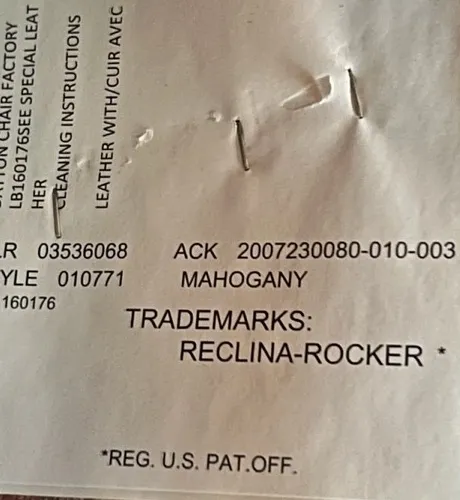 CHAIR FACTORY
LB160176SEE SPECIAL LEAT
HER
CLEANING INSTRUCTIONS
LEATHER WITH/CUIR AVEC
LR 03536068 ACK 2007230080-010-003
YLE 010771 MAHOGANY
160176
TRADEMARKS:
RECLINA-ROCKER *
*REG. U.S. PAT.OFF.